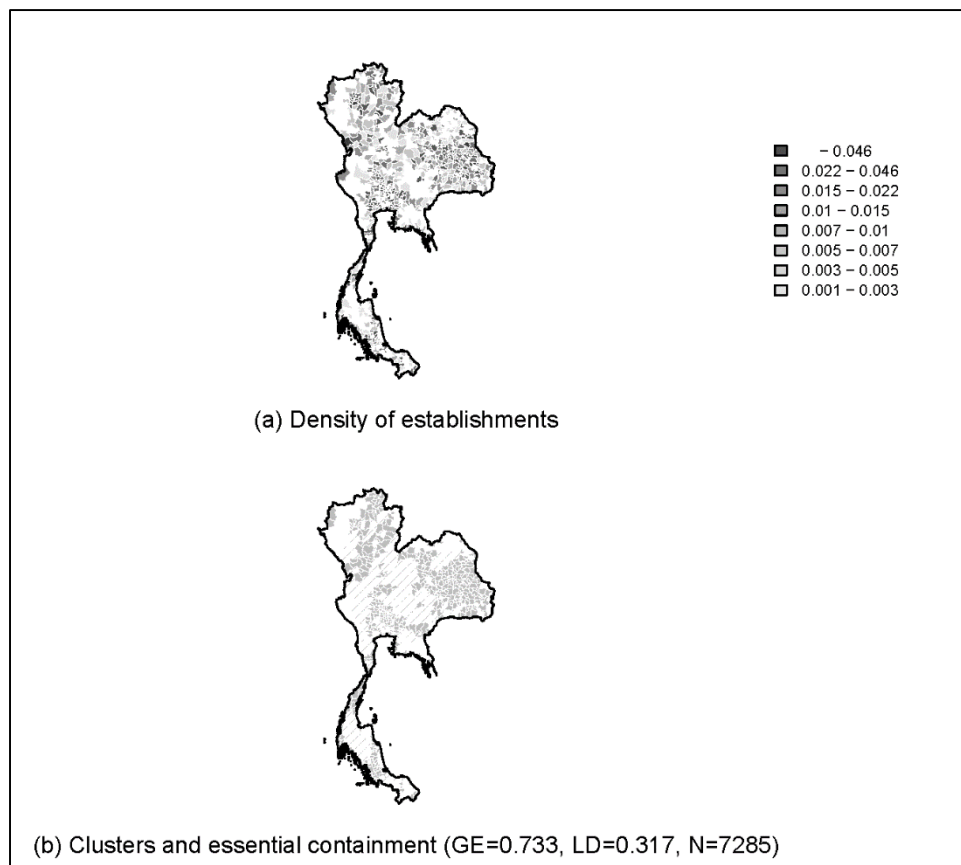 − 0.046
0.022 − 0.046
0.015 − 0.022
0.01 − 0.015
0.007 − 0.01
0.005 − 0.007
0.003 − 0.005
0.001 − 0.003
(a) Density of establishments
(b) Clusters and essential containment (GE=0.733, LD=0.317, N=7285)